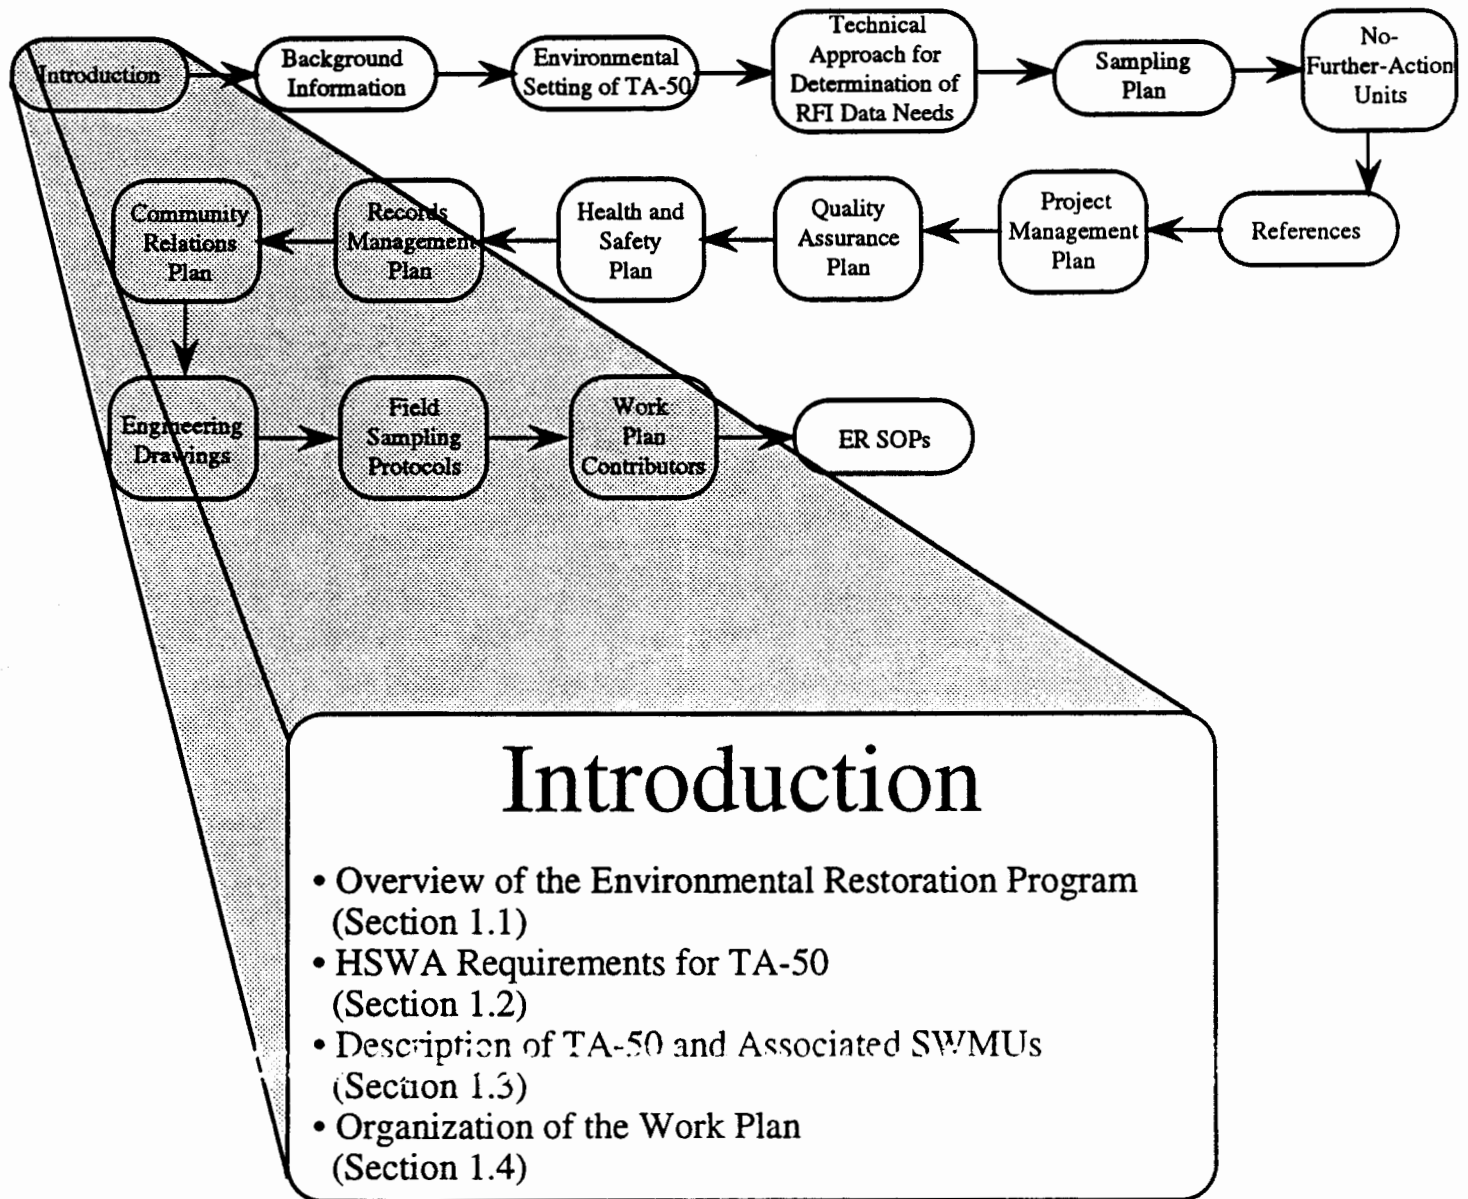 Introduction
Background
Information
Environmental
Setting of TA-50
Technical
Approach for
Determination of
RFI Data Needs
Sampling
Plan
No-
Further-Action
Units
Community
Relations
Plan
Records
Management
Plan
Health and
Safety
Plan
Quality
Assurance
Plan
Project
Management
Plan
References
Engineering
Drawings
Field
Sampling
Protocols
Work
Plan
Contributors
ER SOPs
Introduction
• Overview of the Environmental Restoration Program
(Section 1.1)
• HSWA Requirements for TA-50
(Section 1.2)
• Description of TA-50 and Associated SWMUs
(Section 1.3)
• Organization of the Work Plan
(Section 1.4)